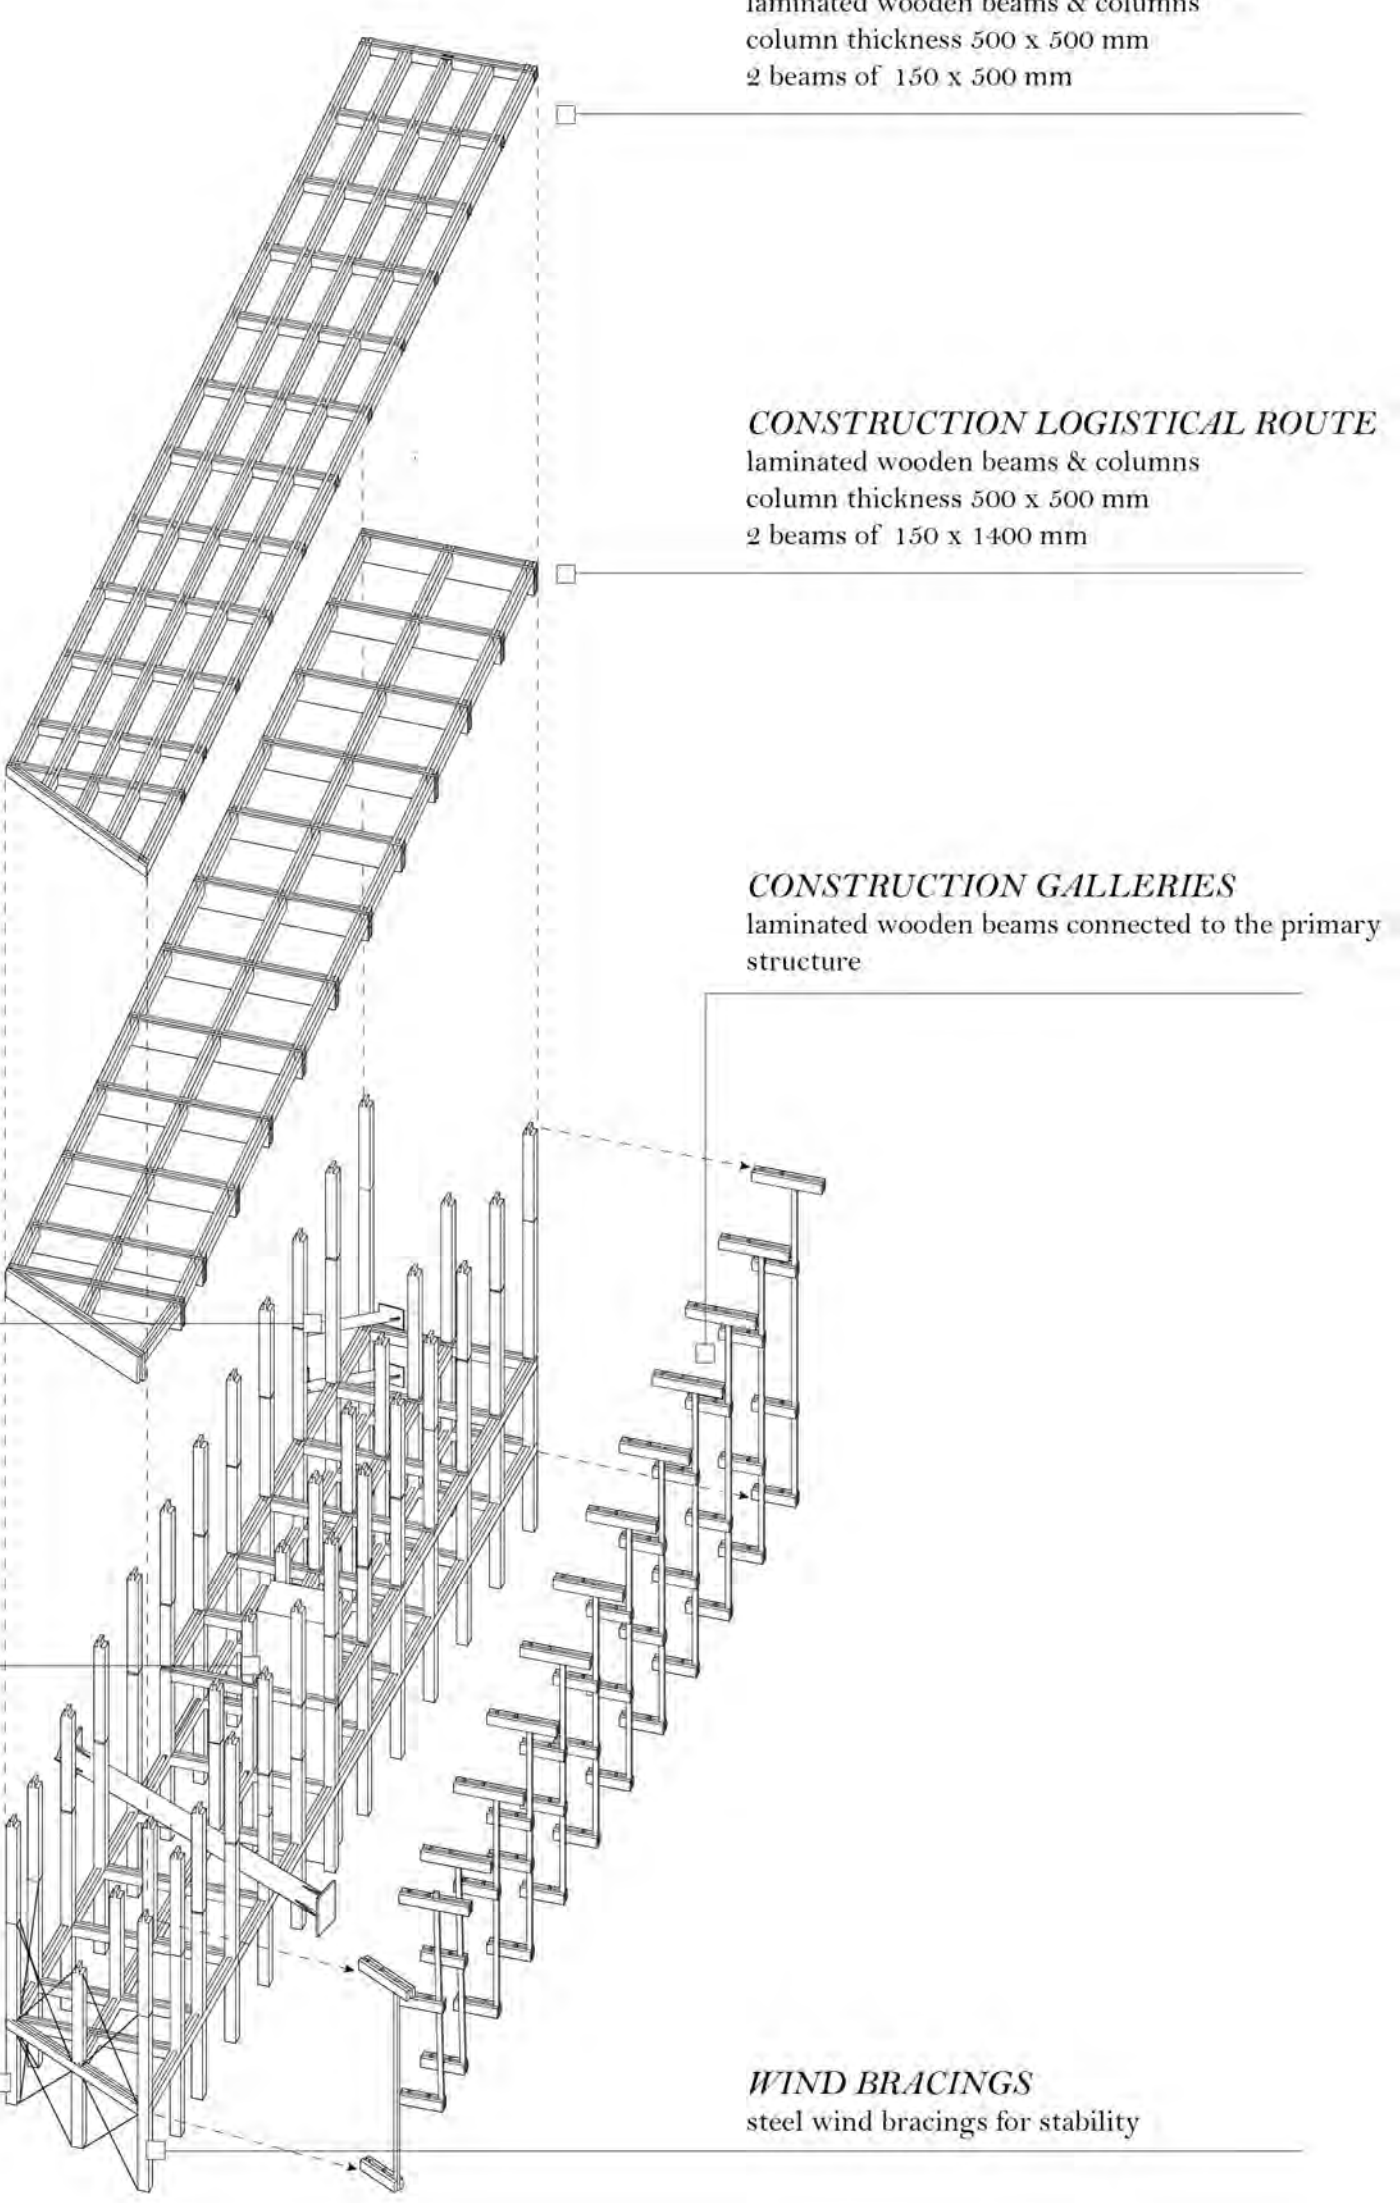 laminated wooden beams & columns
column thickness 500 x 500 mm
2 beams of 150 x 500 mm
CONSTRUCTION LOGISTICAL ROUTE
laminated wooden beams & columns
column thickness 500 x 500 mm
2 beams of 150 x 1400 mm
CONSTRUCTION GALLERIES
laminated wooden beams connected to the primary
structure
WIND BRACINGS
steel wind bracings for stability